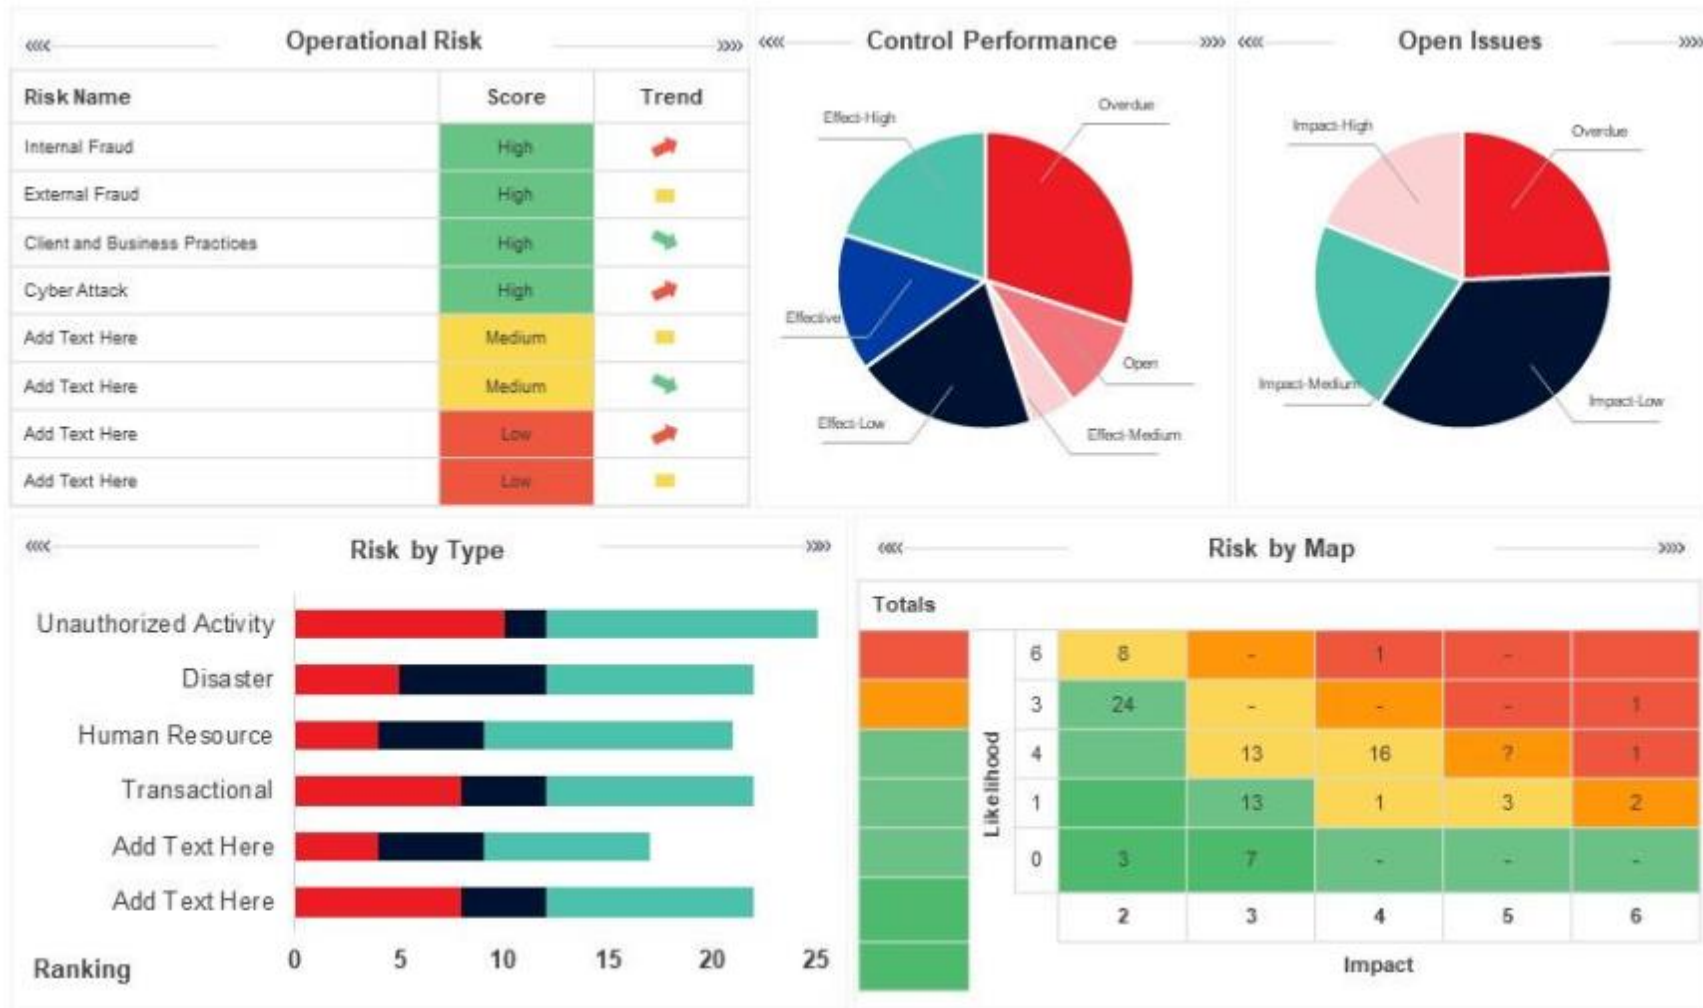 Operational Risk
Risk Name Score Trend
Internal Fraud High
External Fraud High
Client and Business Practices High
Cyber Attack High
Add Text Here Medium
Add Text Here Medium
Add Text Here Low
Add Text Here Low
Control Performance
Effect-High
Overdue
Effective
Open
Effect-Low
Effect-Medium
Open Issues
Impact-High
Overdue
Impact-Medium
Impact-Low
Risk by Type
Unauthorized Activity
Disaster
Human Resource
Transactional
Add Text Here
Add Text Here
Ranking
0 5 10 15 20 25
Risk by Map
Totals
Likelihood
6 8 - 1 -
3 24 - - - 1
4 13 16 ? 1
1 13 1 3 2
0 3 7 - - -
2 3 4 5 6
Impact